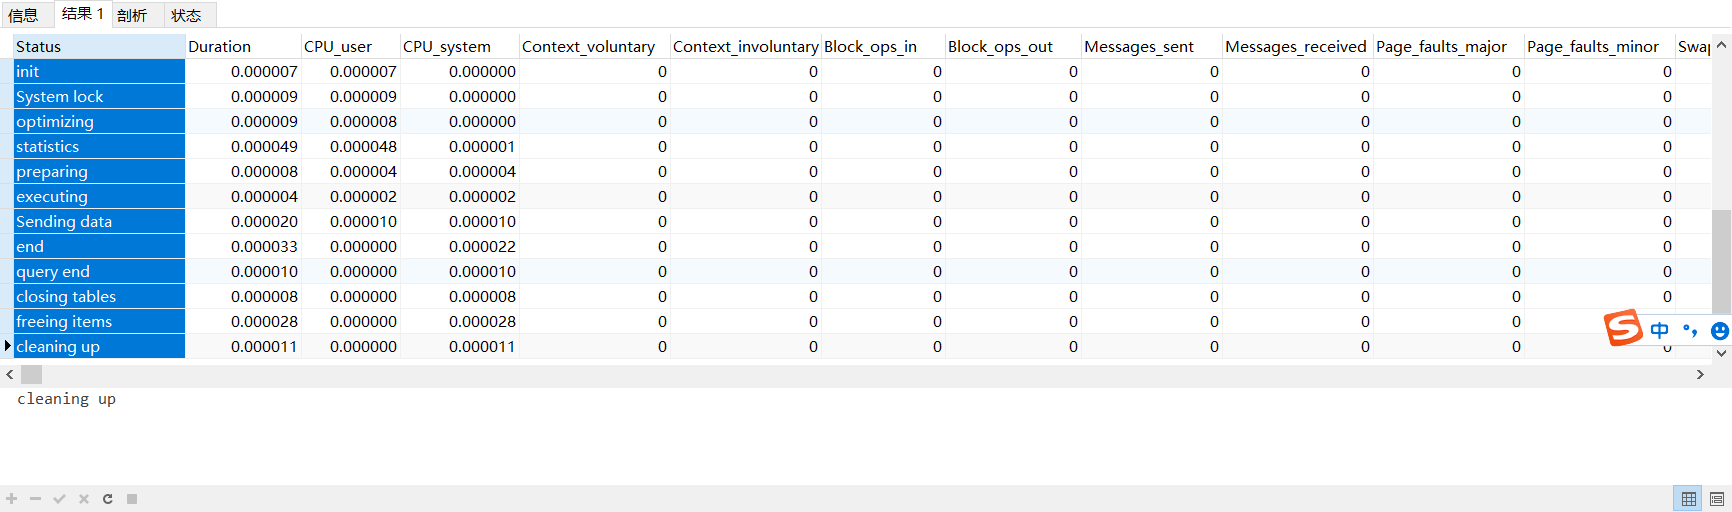 信息 结果 1 剖析 状态
Status Duration CPU_user CPU_system Context_voluntary Context_involuntary Block_ops_in Block_ops_out Messages_sent Messages_received Page_faults_major Page_faults_minor Swap
init 0.000007 0.000007 0.000000 0 0 0 0 0 0 0 0
System lock 0.000009 0.000009 0.000000 0 0 0 0 0 0 0 0
optimizing 0.000009 0.000008 0.000000 0 0 0 0 0 0 0 0
statistics 0.000049 0.000048 0.000001 0 0 0 0 0 0 0 0
preparing 0.000008 0.000004 0.000004 0 0 0 0 0 0 0 0
executing 0.000004 0.000002 0.000002 0 0 0 0 0 0 0 0
Sending data 0.000020 0.000010 0.000010 0 0 0 0 0 0 0 0
end 0.000033 0.000000 0.000022 0 0 0 0 0 0 0 0
query end 0.000010 0.000000 0.000010 0 0 0 0 0 0 0 0
closing tables 0.000008 0.000000 0.000008 0 0 0 0 0 0 0 0
freeing items 0.000028 0.000000 0.000028 0 0 0 0 0 0 0
cleaning up 0.000011 0.000000 0.000011 0 0 0 0 0 0 0 0
S 中 °,
cleaning up